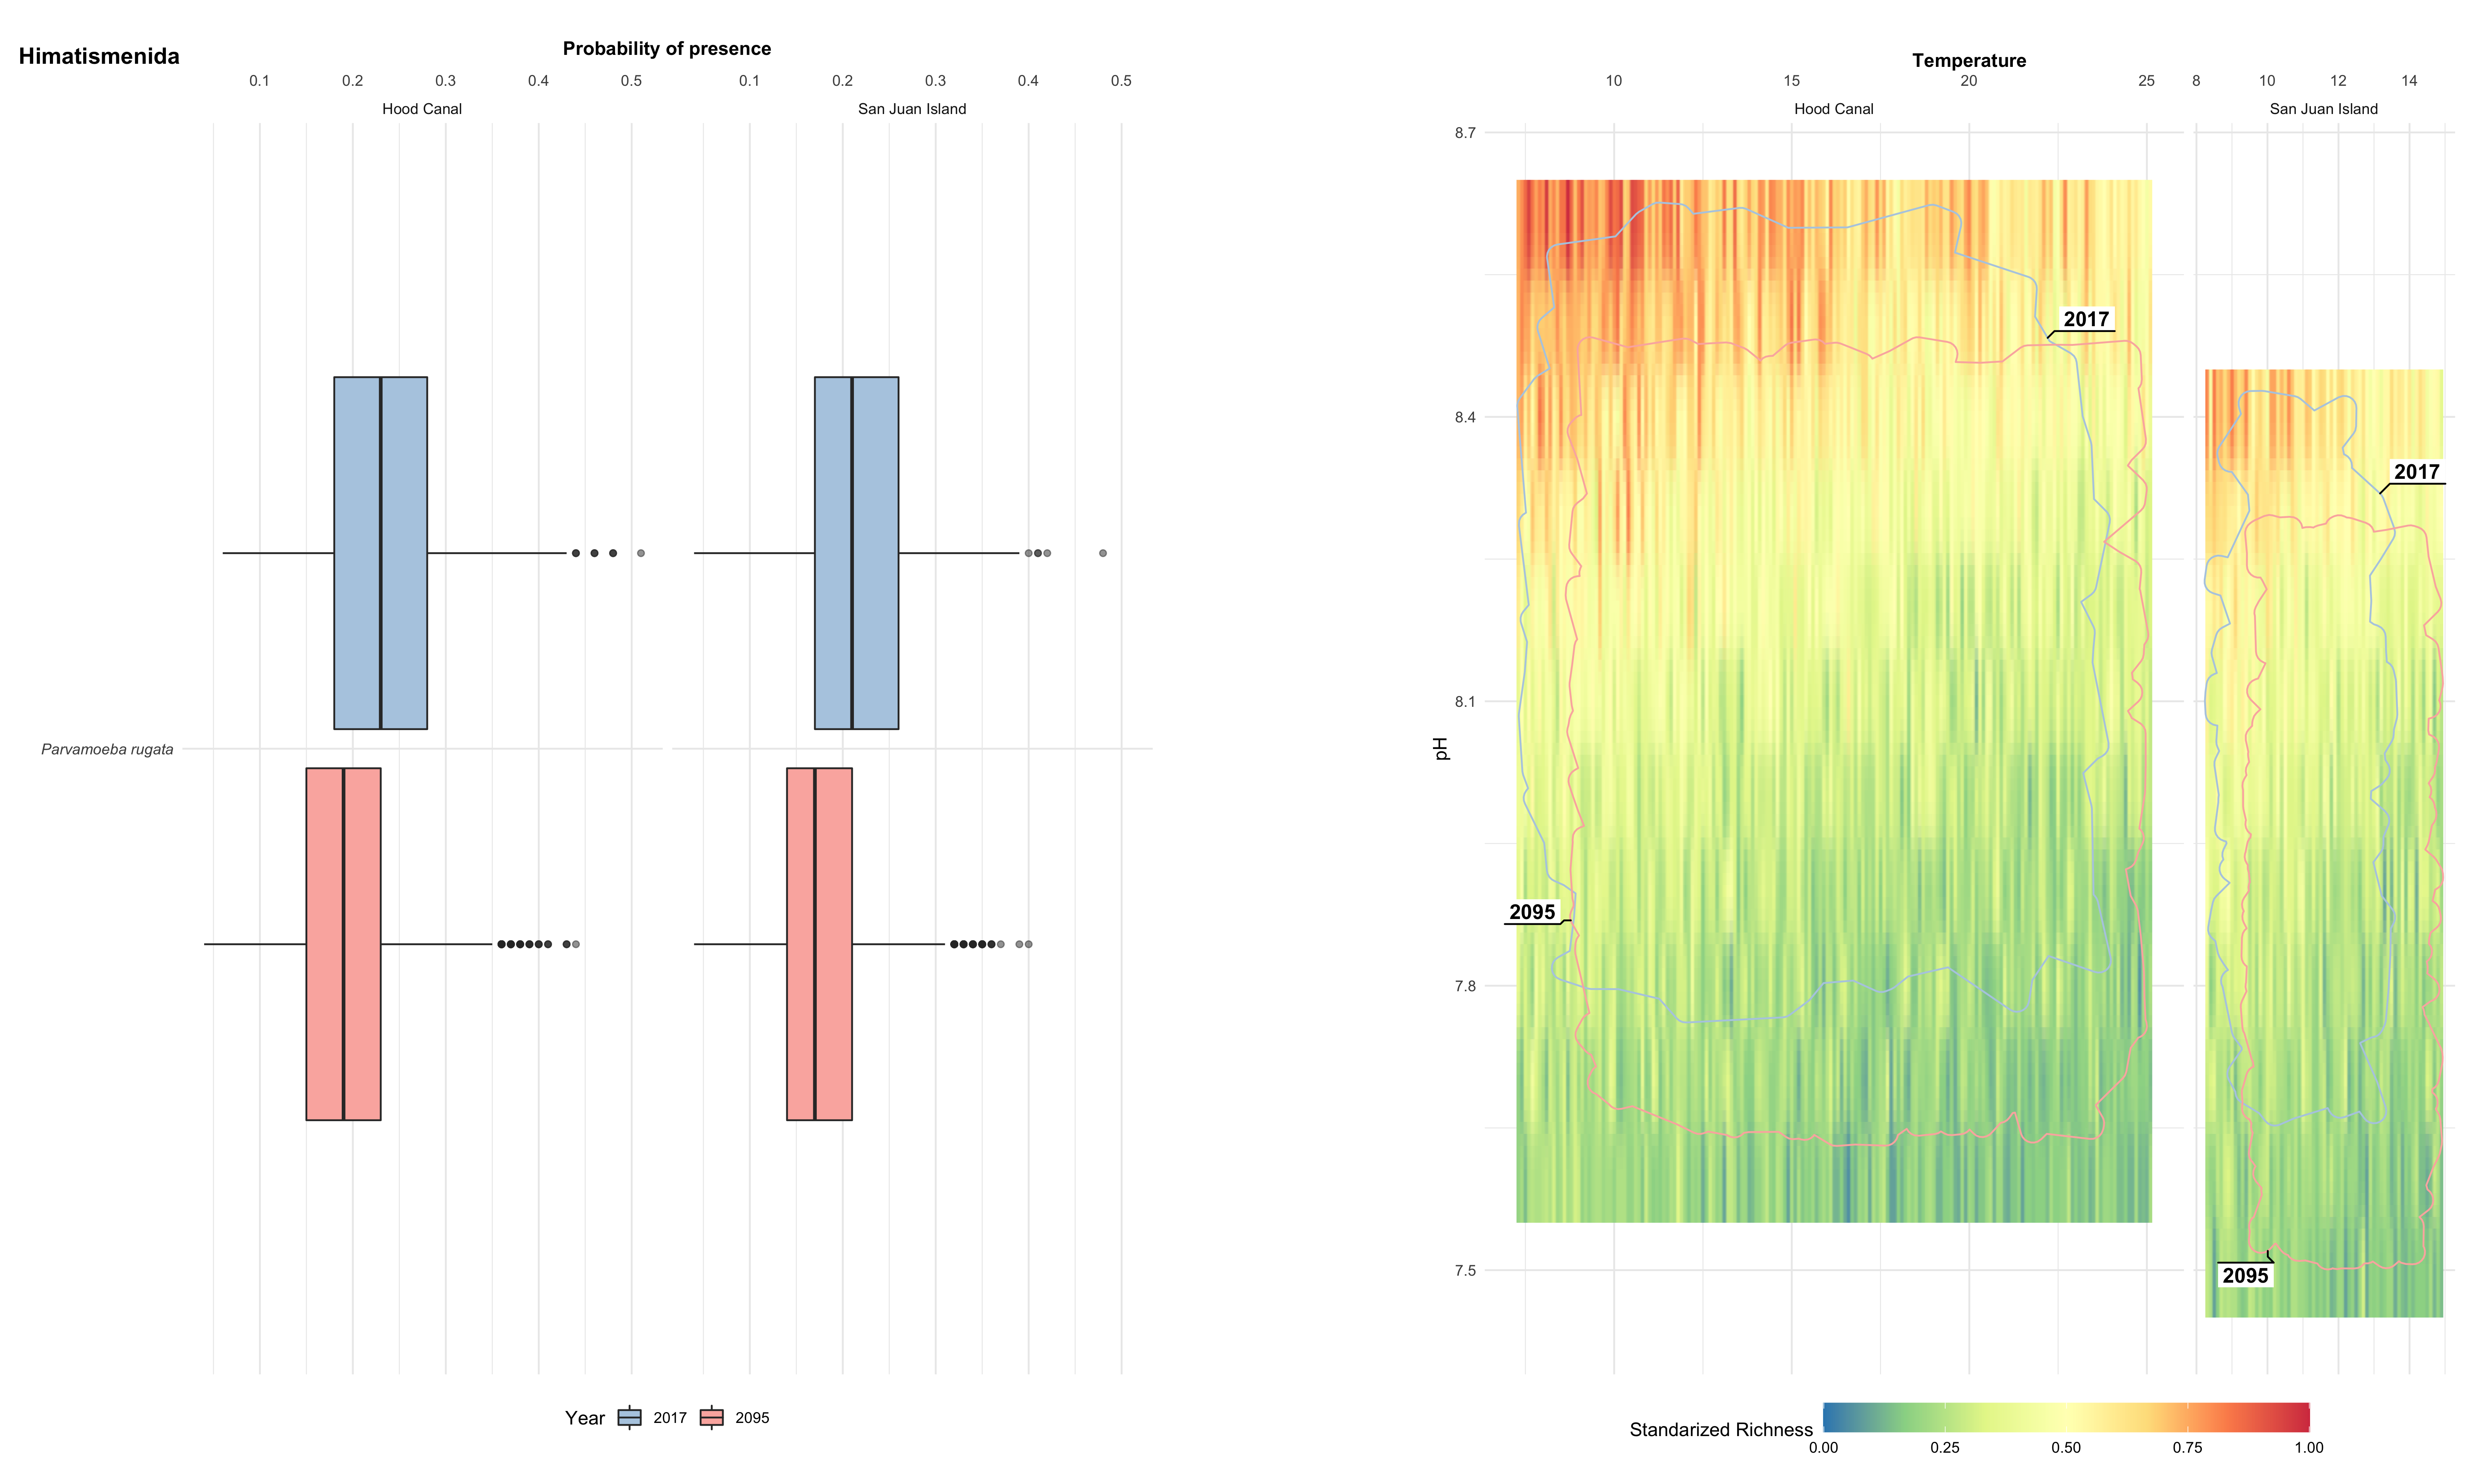 Himatismenida
Probability of presence
0.1 0.2 0.3 0.4 0.5 0.1 0.2 0.3 0.4 0.5
Hood Canal San Juan Island
Parvamoeba rugata
Year 2017 2095
Temperature
10 15 20 25 8 10 12 14
Hood Canal San Juan Island
8.7
8.4
8.1
7.8
7.5
pH
2017
2017
2095
2095
Standarized Richness
0.00 0.25 0.50 0.75 1.00